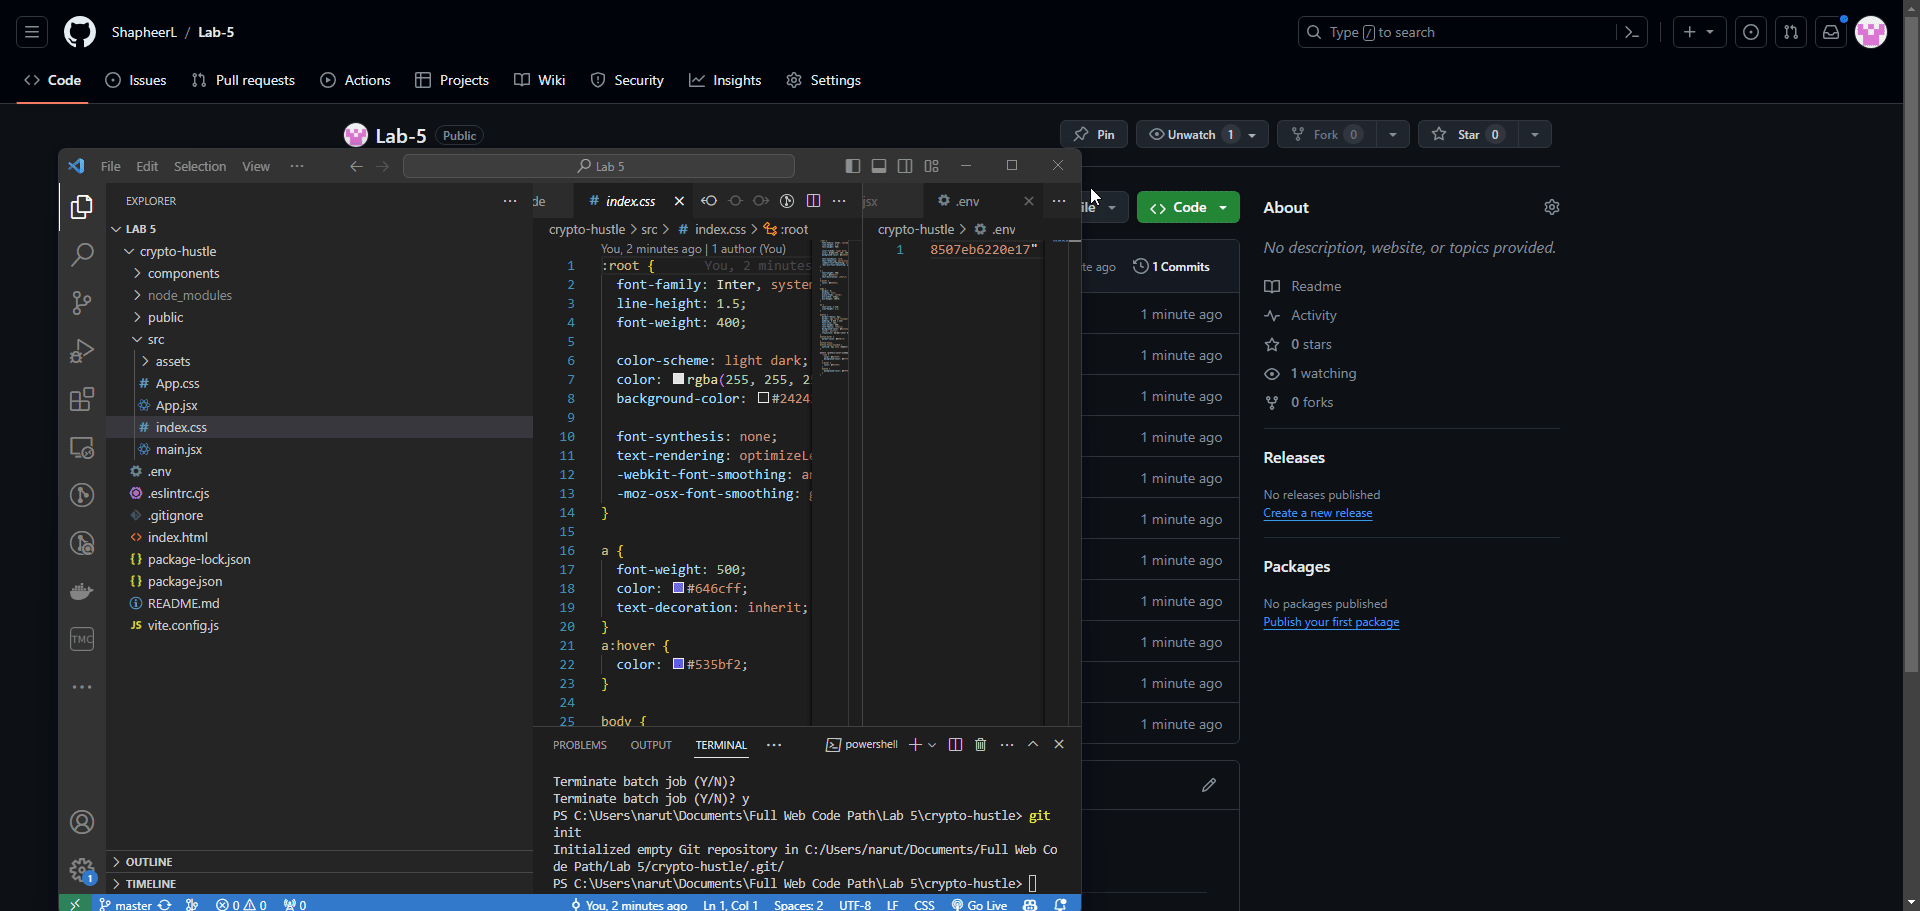 ShapheerL / Lab-5
Type / to search
Code Issues Pull requests Actions Projects Wiki Security Insights Settings
Lab-5 Public
Pin Unwatch 1 Fork 0 Star 0
File Edit Selection View ··· Lab 5
EXPLORER
LAB 5
crypto-hustle
components
node_modules
public
src
assets
# App.css
App.jsx
# index.css
main.jsx
.env
.eslintrc.cjs
.gitignore
<> index.html
{} package-lock.json
{} package.json
README.md
JS vite.config.js
OUTLINE
TIMELINE
de # index.css
crypto-hustle > src > # index.css > :root
You, 2 minutes ago | 1 author (You)
1 :root { You, 2 minutes
2 font-family: Inter, system
3 line-height: 1.5;
4 font-weight: 400;
5
6 color-scheme: light dark;
7 color: rgba(255, 255, 2
8 background-color: #2424
9
10 font-synthesis: none;
11 text-rendering: optimizeL
12 -webkit-font-smoothing: a
13 -moz-osx-font-smoothing:
14 }
15
16 a {
17 font-weight: 500;
18 color: #646cff;
19 text-decoration: inherit;
20 }
21 a:hover {
22 color: #535bf2;
23 }
24
25 body {
jsx .env
crypto-hustle > .env
1 8507eb6220e17"
PROBLEMS OUTPUT TERMINAL ··· powershell
Terminate batch job (Y/N)?
Terminate batch job (Y/N)? y
PS C:\Users\narut\Documents\Full Web Code Path\Lab 5\crypto-hustle> git
init
Initialized empty Git repository in C:/Users/narut/Documents/Full Web Co
de Path/Lab 5/crypto-hustle/.git/
PS C:\Users\narut\Documents\Full Web Code Path\Lab 5\crypto-hustle>
TMC
1
master 0 0 0 You, 2 minutes ago Ln 1, Col 1 Spaces: 2 UTF-8 LF CSS Go Live
ile Code
te ago 1 Commits
1 minute ago
1 minute ago
1 minute ago
1 minute ago
1 minute ago
1 minute ago
1 minute ago
1 minute ago
1 minute ago
1 minute ago
1 minute ago
About
No description, website, or topics provided.
Readme
Activity
0 stars
1 watching
0 forks
Releases
No releases published
Create a new release
Packages
No packages published
Publish your first package